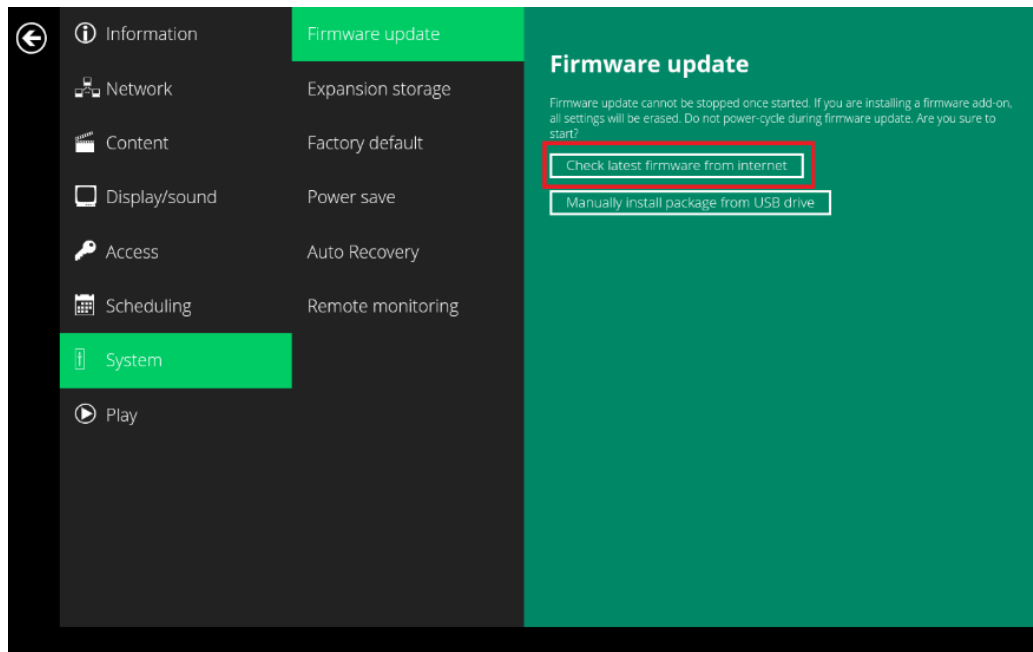 Information
Network
Content
Display/sound
Access
Scheduling
System
Play
Firmware update
Expansion storage
Factory default
Power save
Auto Recovery
Remote monitoring
Firmware update
Firmware update cannot be stopped once started. If you are installing a firmware add-on,
all settings will be erased. Do not power-cycle during firmware update. Are you sure to
start?
Check latest firmware from internet
Manually install package from USB drive